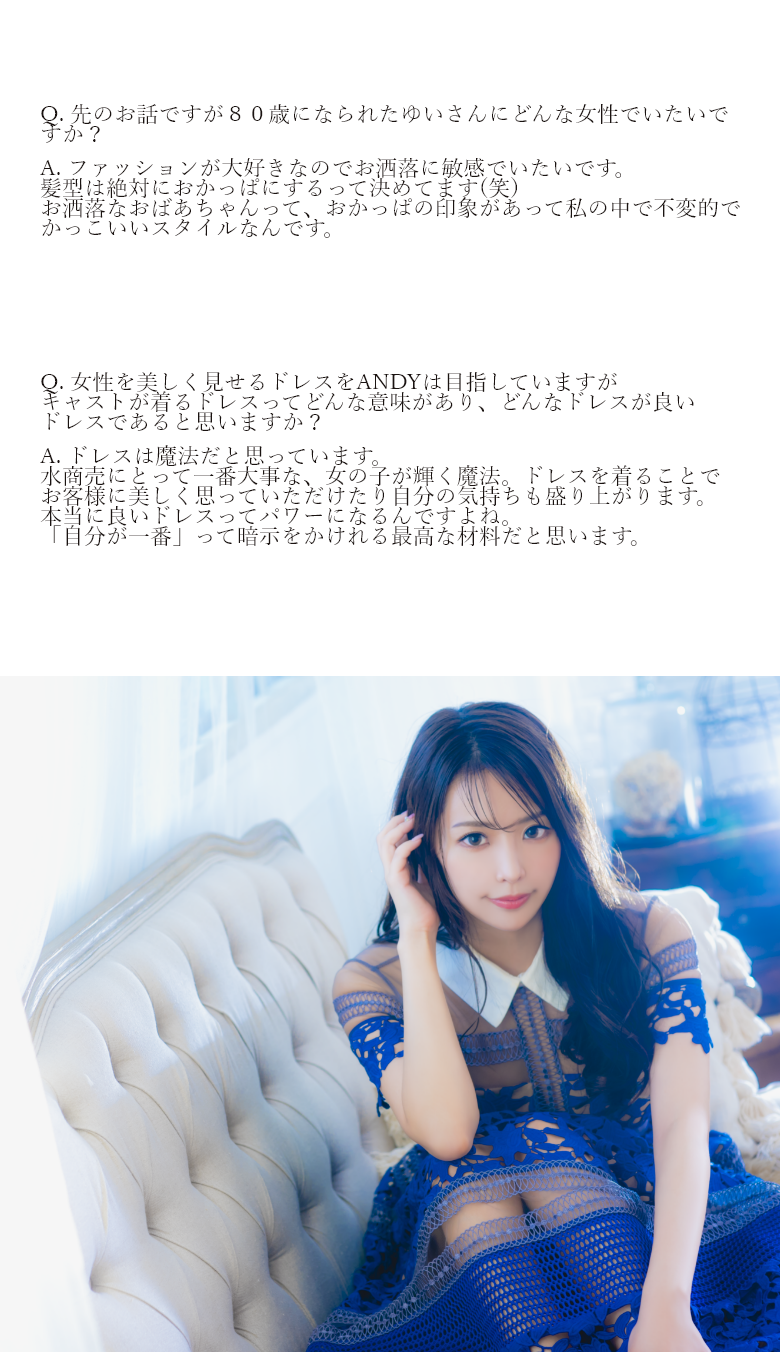 Q. 先のお話ですが８０歳になられたゆいさんにどんな女性でいたいで
すか？
A. ファッションが大好きなのでお洒落に敏感でいたいです。
髪型は絶対におかっぱにするって決めてます(笑)
お洒落なおばあちゃんって、おかっぱの印象があって私の中で不変的で
かっこいいスタイルなんです。
Q. 女性を美しく見せるドレスをANDYは目指していますが
キャストが着るドレスってどんな意味があり、どんなドレスが良い
ドレスであると思いますか？
A. ドレスは魔法だと思っています。
水商売にとって一番大事な、女の子が輝く魔法。ドレスを着ることで
お客様に美しく思っていただけたり自分の気持ちも盛り上がります。
本当に良いドレスってパワーになるんですよね。
「自分が一番」って暗示をかけれる最高な材料だと思います。